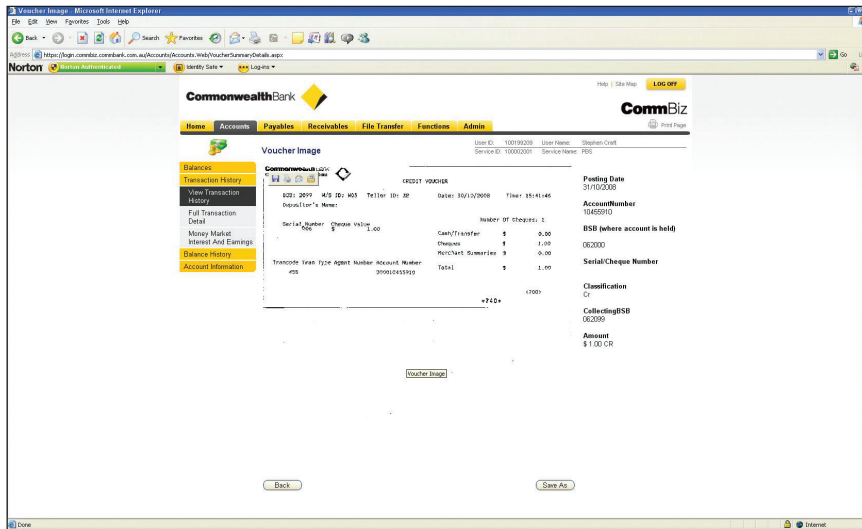 Voucher Image - Microsoft Internet Explorer
File Edit View Favorites Tools Help
Back Search Favorites
Address https://login.commbiz.commbank.com.au/Accounts/Accounts.Web/VoucherSummaryDetails.aspx Go
Norton Norton Authenticated Identity Safe Log-ins
Help | Site Map LOG OFF
CommonwealthBank
CommBiz
Home Accounts Payables Receivables File Transfer Functions Admin Print Page
User ID: 100199209 User Name: Stephen Craft
Voucher Image
Service ID: 100002001 Service Name: PBS
Balances
Transaction History
View Transaction
History
Full Transaction
Detail
Money Market
Interest And Earnings
Balance History
Account Information
CREDIT VOUCHER
BSB: 2099 W/S ID: W05 Teller ID: JP Date: 30/10/2008 Time: 15:41:46
Depositor's Name:
Number Of Cheques: 2
Serial Number Cheque Value
006 $ 1.00
Cash/Transfer $ 0.00
Cheques $ 1.00
Merchant Summaries $ 0.00
Trancode Tran Type Agent Number Account Number
Total $ 1.00
<700>
+740+
Posting Date
31/10/2008
AccountNumber
10455910
BSB (where account is held)
062000
Serial/Cheque Number
Classification
Cr
CollectingBSB
062099
Amount
$ 1.00 CR
Voucher Image
Back Save As
Done Internet